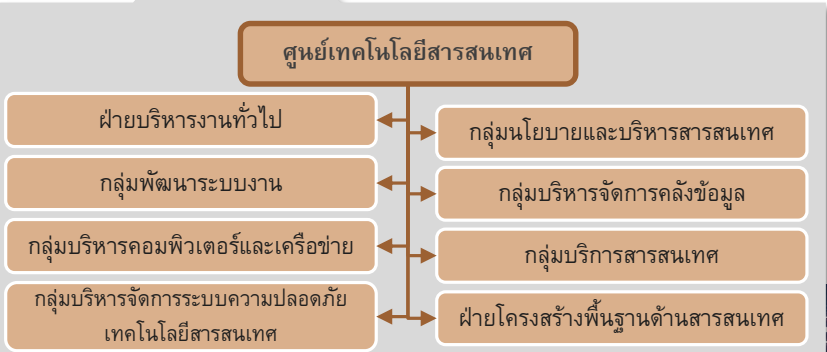 ศูนย์เทคโนโลยีสารสนเทศ
ฝ่ายบริหารงานทั่วไป
กลุ่มนโยบายและบริหารสารสนเทศ
กลุ่มพัฒนาระบบงาน
กลุ่มบริหารจัดการคลังข้อมูล
กลุ่มบริหารคอมพิวเตอร์และเครือข่าย
กลุ่มบริการสารสนเทศ
กลุ่มบริหารจัดการระบบความปลอดภัย
เทคโนโลยีสารสนเทศ
ฝ่ายโครงสร้างพื้นฐานด้านสารสนเทศ